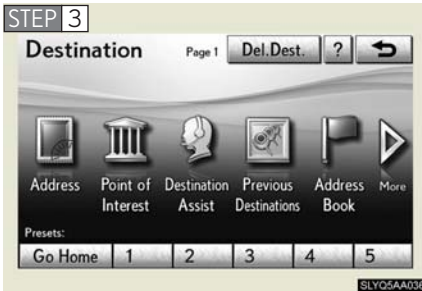 STEP 3
Destination Page 1 Del.Dest. ?
Address Point of Interest Destination Assist Previous Destinations Address Book More
Presets:
Go Home 1 2 3 4 5
SLYQ5AA036